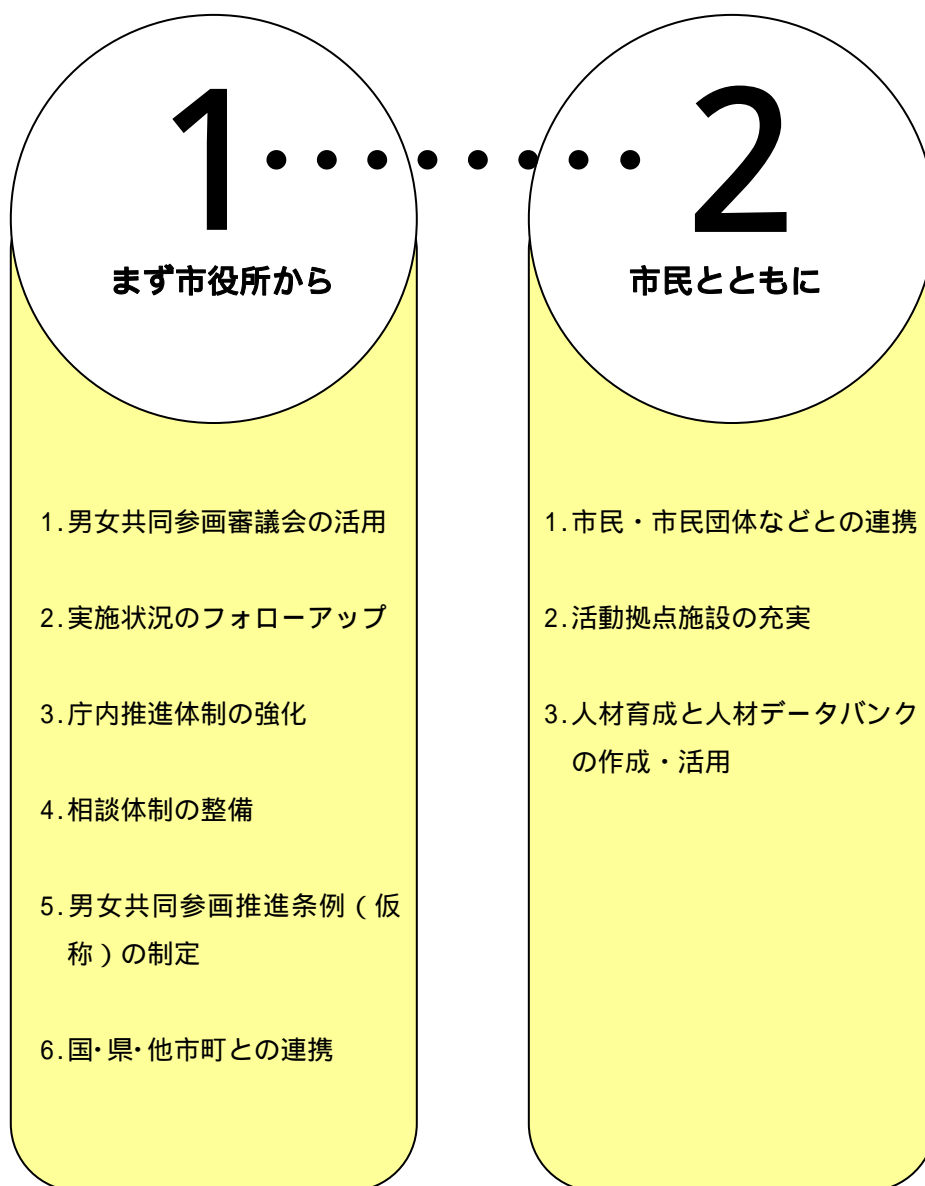 1
まず市役所から
1.男女共同参画審議会の活用
2.実施状況のフォローアップ
3.庁内推進体制の強化
4.相談体制の整備
5.男女共同参画推進条例（仮
称）の制定
6.国・県・他市町との連携
2
市民とともに
1.市民・市民団体などとの連携
2.活動拠点施設の充実
3.人材育成と人材データバンク
の作成・活用